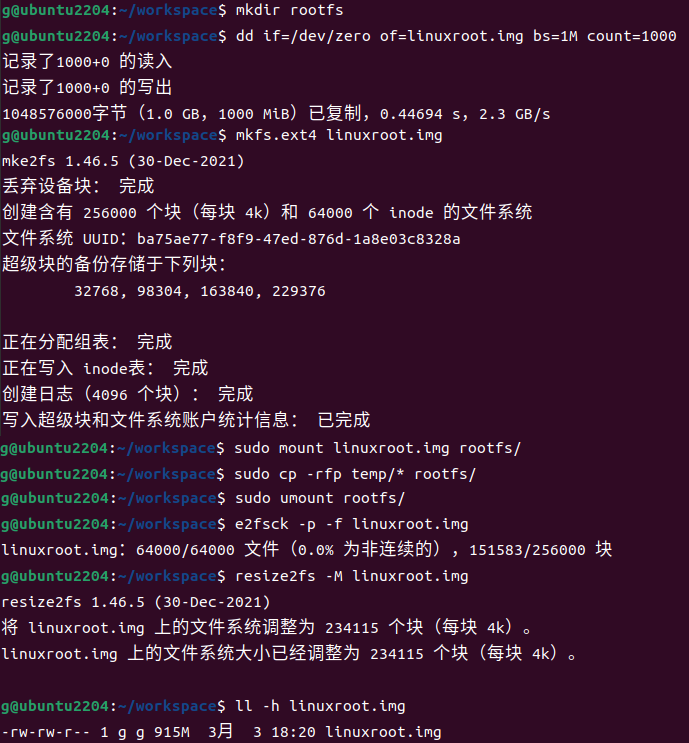 g@ubuntu2204:~/workspace$ mkdir rootfs
g@ubuntu2204:~/workspace$ dd if=/dev/zero of=linuxroot.img bs=1M count=1000
记录了1000+0 的读入
记录了1000+0 的写出
1048576000字节（1.0 GB，1000 MiB）已复制，0.44694 s，2.3 GB/s
g@ubuntu2204:~/workspace$ mkfs.ext4 linuxroot.img
mke2fs 1.46.5 (30-Dec-2021)
丢弃设备块： 完成
创建含有 256000 个块（每块 4k）和 64000 个 inode 的文件系统
文件系统 UUID：ba75ae77-f8f9-47ed-876d-1a8e03c8328a
超级块的备份存储于下列块：
32768, 98304, 163840, 229376
正在分配组表： 完成
正在写入 inode表： 完成
创建日志（4096 个块）： 完成
写入超级块和文件系统账户统计信息： 已完成
g@ubuntu2204:~/workspace$ sudo mount linuxroot.img rootfs/
g@ubuntu2204:~/workspace$ sudo cp -rfp temp/* rootfs/
g@ubuntu2204:~/workspace$ sudo umount rootfs/
g@ubuntu2204:~/workspace$ e2fsck -p -f linuxroot.img
linuxroot.img：64000/64000 文件（0.0% 为非连续的），151583/256000 块
g@ubuntu2204:~/workspace$ resize2fs -M linuxroot.img
resize2fs 1.46.5 (30-Dec-2021)
将 linuxroot.img 上的文件系统调整为 234115 个块（每块 4k）。
linuxroot.img 上的文件系统大小已经调整为 234115 个块（每块 4k）。
g@ubuntu2204:~/workspace$ ll -h linuxroot.img
-rw-rw-r-- 1 g g 915M  3月  3 18:20 linuxroot.img